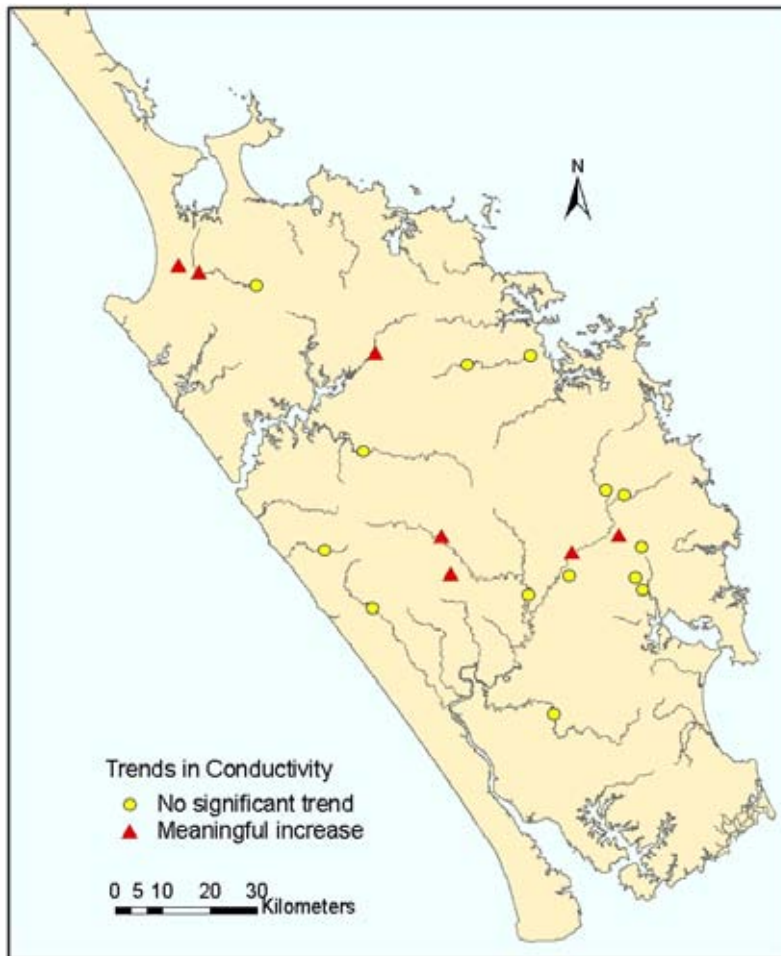 N
Trends in Conductivity
No significant trend
Meaningful increase
0 5 10 20 30
Kilometers